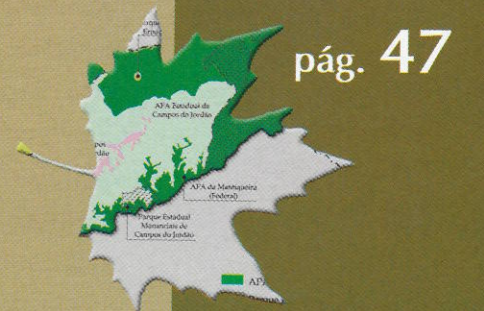 pág. 47
APA Estadual de
Campos do Jordão
APA da Mantiqueira
(Federal)
Parque Estadual
Mananciais de
Campos do Jordão
APA